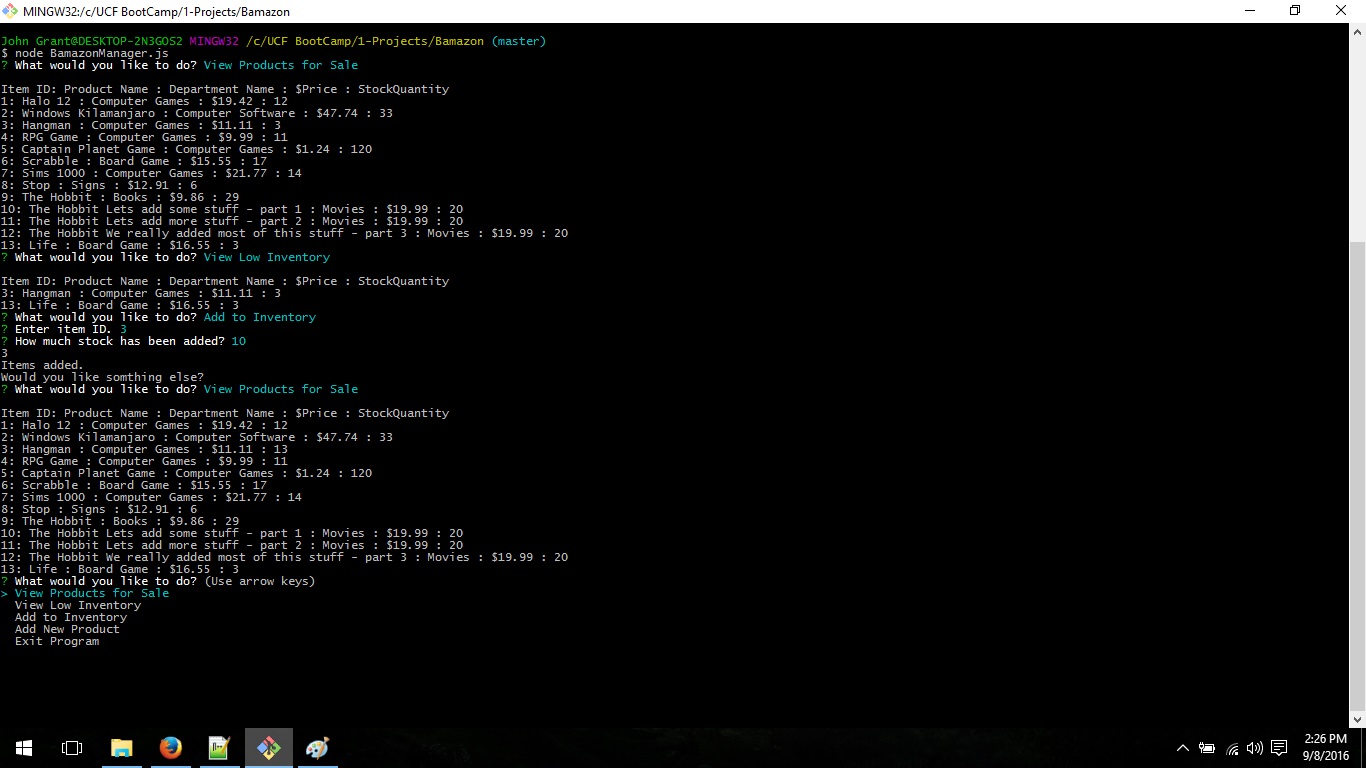 MINGW32:/c/UCF BootCamp/1-Projects/Bamazon
John Grant@DESKTOP-2N3GOS2 MINGW32 /c/UCF BootCamp/1-Projects/Bamazon (master)
$ node BamazonManager.js
? What would you like to do? View Products for Sale
Item ID: Product Name : Department Name : $Price : StockQuantity
1: Halo 12 : Computer Games : $19.42 : 12
2: Windows Kilamanjaro : Computer Software : $47.74 : 33
3: Hangman : Computer Games : $11.11 : 3
4: RPG Game : Computer Games : $9.99 : 11
5: Captain Planet Game : Computer Games : $1.24 : 120
6: Scrabble : Board Game : $15.55 : 17
7: Sims 1000 : Computer Games : $21.77 : 14
8: Stop : Signs : $12.91 : 6
9: The Hobbit : Books : $9.86 : 29
10: The Hobbit Lets add some stuff - part 1 : Movies : $19.99 : 20
11: The Hobbit Lets add more stuff - part 2 : Movies : $19.99 : 20
12: The Hobbit We really added most of this stuff - part 3 : Movies : $19.99 : 20
13: Life : Board Game : $16.55 : 3
? What would you like to do? View Low Inventory
Item ID: Product Name : Department Name : $Price : StockQuantity
3: Hangman : Computer Games : $11.11 : 3
13: Life : Board Game : $16.55 : 3
? What would you like to do? Add to Inventory
? Enter item ID. 3
? How much stock has been added? 10
3
Items added.
Would you like somthing else?
? What would you like to do? View Products for Sale
Item ID: Product Name : Department Name : $Price : StockQuantity
1: Halo 12 : Computer Games : $19.42 : 12
2: Windows Kilamanjaro : Computer Software : $47.74 : 33
3: Hangman : Computer Games : $11.11 : 13
4: RPG Game : Computer Games : $9.99 : 11
5: Captain Planet Game : Computer Games : $1.24 : 120
6: Scrabble : Board Game : $15.55 : 17
7: Sims 1000 : Computer Games : $21.77 : 14
8: Stop : Signs : $12.91 : 6
9: The Hobbit : Books : $9.86 : 29
10: The Hobbit Lets add some stuff - part 1 : Movies : $19.99 : 20
11: The Hobbit Lets add more stuff - part 2 : Movies : $19.99 : 20
12: The Hobbit We really added most of this stuff - part 3 : Movies : $19.99 : 20
13: Life : Board Game : $16.55 : 3
? What would you like to do? (Use arrow keys)
> View Products for Sale
View Low Inventory
Add to Inventory
Add New Product
Exit Program
2:26 PM
9/8/2016